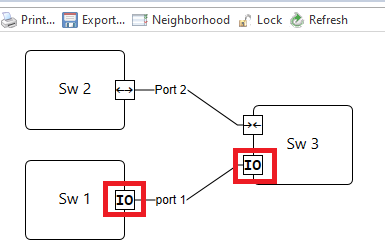 Print... Export... Neighborhood Lock Refresh
Sw 2
Port 2
Sw 3
IO
Sw 1
IO
port 1